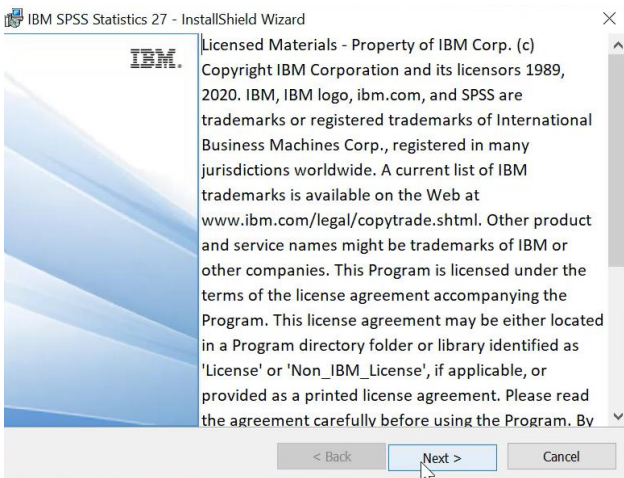 IBM SPSS Statistics 27 - InstallShield Wizard
IBM.
Licensed Materials - Property of IBM Corp. (c)
Copyright IBM Corporation and its licensors 1989,
2020. IBM, IBM logo, ibm.com, and SPSS are
trademarks or registered trademarks of International
Business Machines Corp., registered in many
jurisdictions worldwide. A current list of IBM
trademarks is available on the Web at
www.ibm.com/legal/copytrade.shtml. Other product
and service names might be trademarks of IBM or
other companies. This Program is licensed under the
terms of the license agreement accompanying the
Program. This license agreement may be either located
in a Program directory folder or library identified as
'License' or 'Non_IBM_License', if applicable, or
provided as a printed license agreement. Please read
the agreement carefully before using the Program. By
< Back
Next >
Cancel